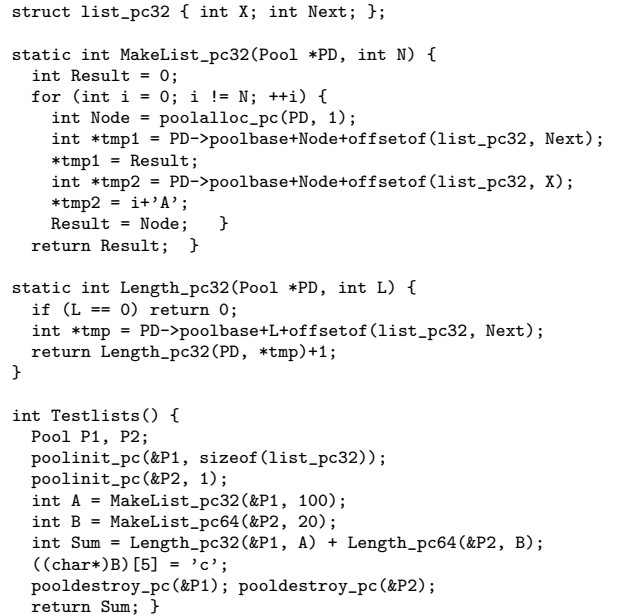 struct list_pc32 { int X; int Next; };
static int MakeList_pc32(Pool *PD, int N) {
int Result = 0;
for (int i = 0; i != N; ++i) {
int Node = poolalloc_pc(PD, 1);
int *tmp1 = PD->poolbase+Node+offsetof(list_pc32, Next);
*tmp1 = Result;
int *tmp2 = PD->poolbase+Node+offsetof(list_pc32, X);
*tmp2 = i+'A';
Result = Node; }
return Result; }
static int Length_pc32(Pool *PD, int L) {
if (L == 0) return 0;
int *tmp = PD->poolbase+L+offsetof(list_pc32, Next);
return Length_pc32(PD, *tmp)+1;
}
int Testlists() {
Pool P1, P2;
poolinit_pc(&P1, sizeof(list_pc32));
poolinit_pc(&P2, 1);
int A = MakeList_pc32(&P1, 100);
int B = MakeList_pc64(&P2, 20);
int Sum = Length_pc32(&P1, A) + Length_pc64(&P2, B);
((char*)B)[5] = 'c';
pooldestroy_pc(&P1); pooldestroy_pc(&P2);
return Sum; }